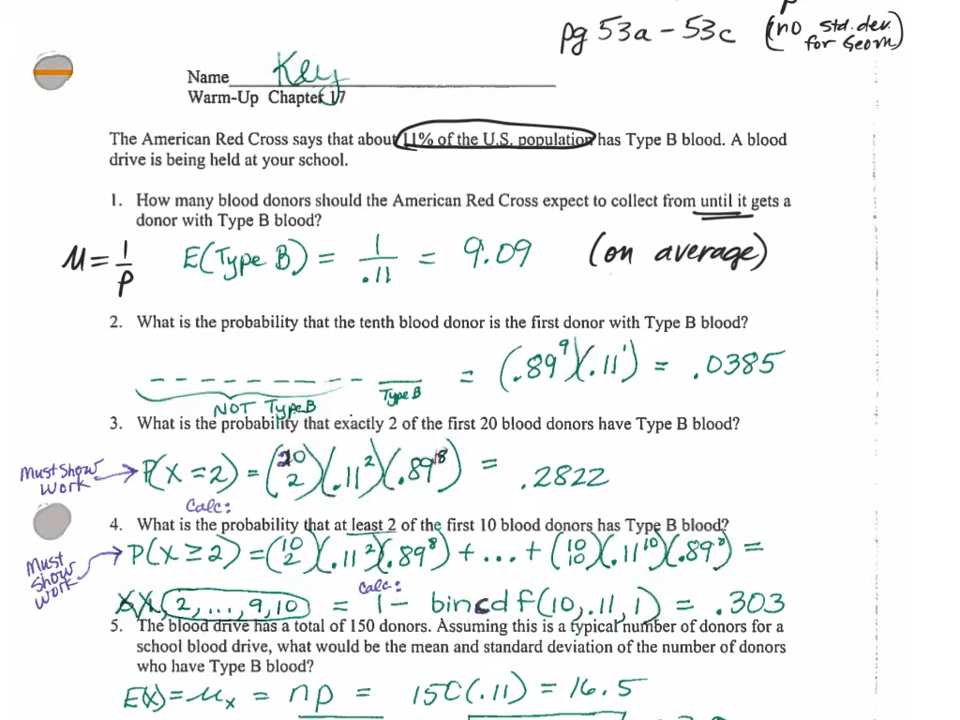 pg 53a – 53c (no std. dev. for Geom)
Name Key
Warm-Up Chapter 17
The American Red Cross says that about 11% of the U.S. population has Type B blood. A blood
drive is being held at your school.
1. How many blood donors should the American Red Cross expect to collect from until it gets a
donor with Type B blood?
μ = 1/p E(Type B) = 1/.11 = 9.09 (on average)
2. What is the probability that the tenth blood donor is the first donor with Type B blood?
= (.89⁹)(.11¹) = .0385
NOT Type B Type B
3. What is the probability that exactly 2 of the first 20 blood donors have Type B blood?
Must Show Work → P(X = 2) = (20 2)(.11²)(.89¹⁸) = .2822
Calc:
4. What is the probability that at least 2 of the first 10 blood donors has Type B blood?
Must Show Work → P(X ≥ 2) = (10 2)(.11²)(.89⁸) + ... + (10 10)(.11¹⁰)(.89⁰) =
Calc:
0, 1, 2, ..., 9, 10 = 1 – bincdf(10, .11, 1) = .303
5. The blood drive has a total of 150 donors. Assuming this is a typical number of donors for a
school blood drive, what would be the mean and standard deviation of the number of donors
who have Type B blood?
E(x) = μₓ = np = 150(.11) = 16.5